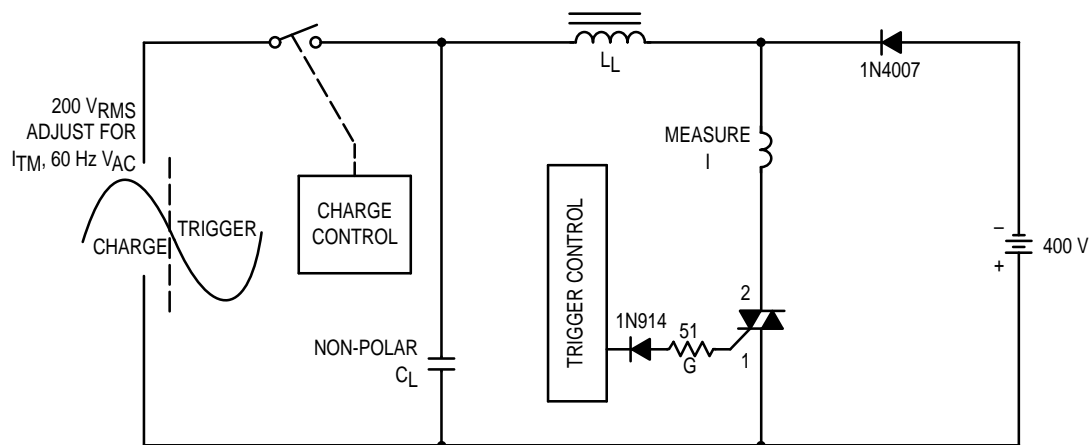 LL
1N4007
200 VRMS
ADJUST FOR
ITM, 60 Hz VAC
MEASURE
I
CHARGE
CONTROL
TRIGGER
CHARGE
TRIGGER CONTROL
–
+
400 V
2
1N914
51
G
1
NON-POLAR
CL